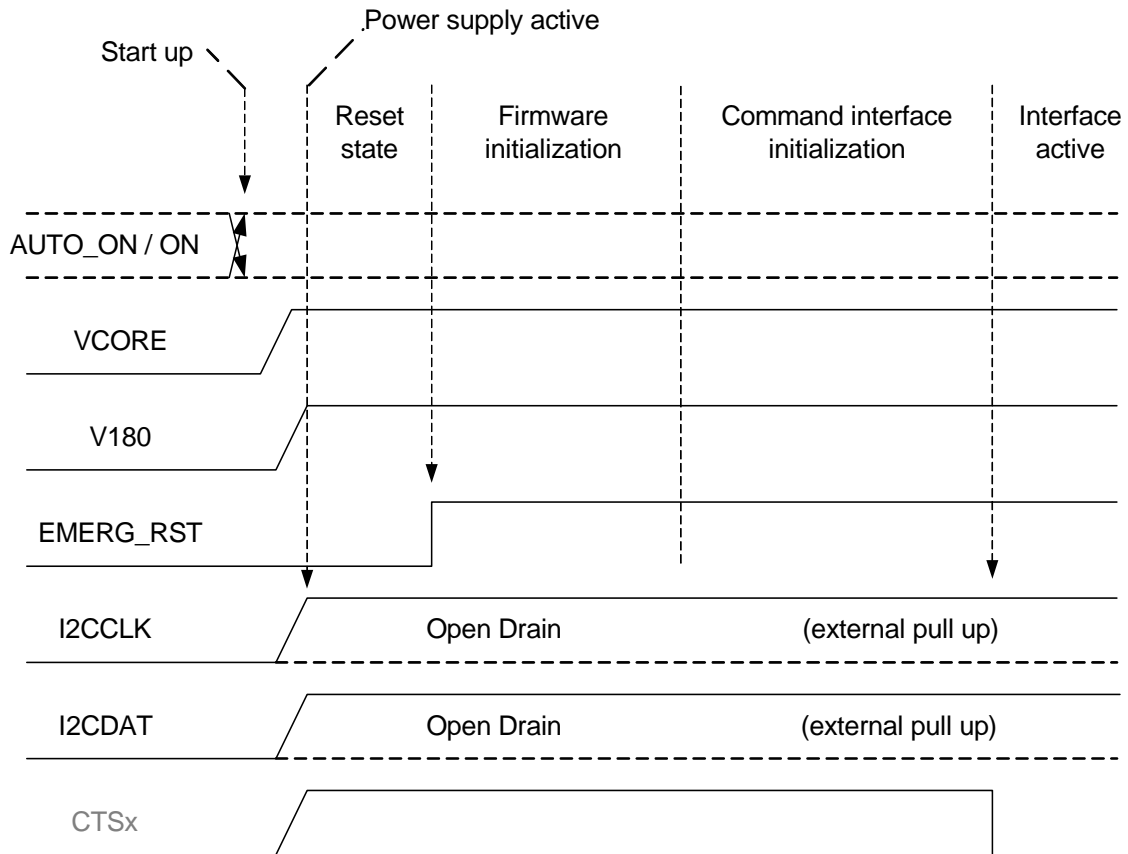 Power supply active
Start up
Reset
state
Firmware
initialization
Command interface
initialization
Interface
active
AUTO_ON / ON
VCORE
V180
EMERG_RST
I2CCLK
Open Drain
(external pull up)
I2CDAT
Open Drain
(external pull up)
CTSx